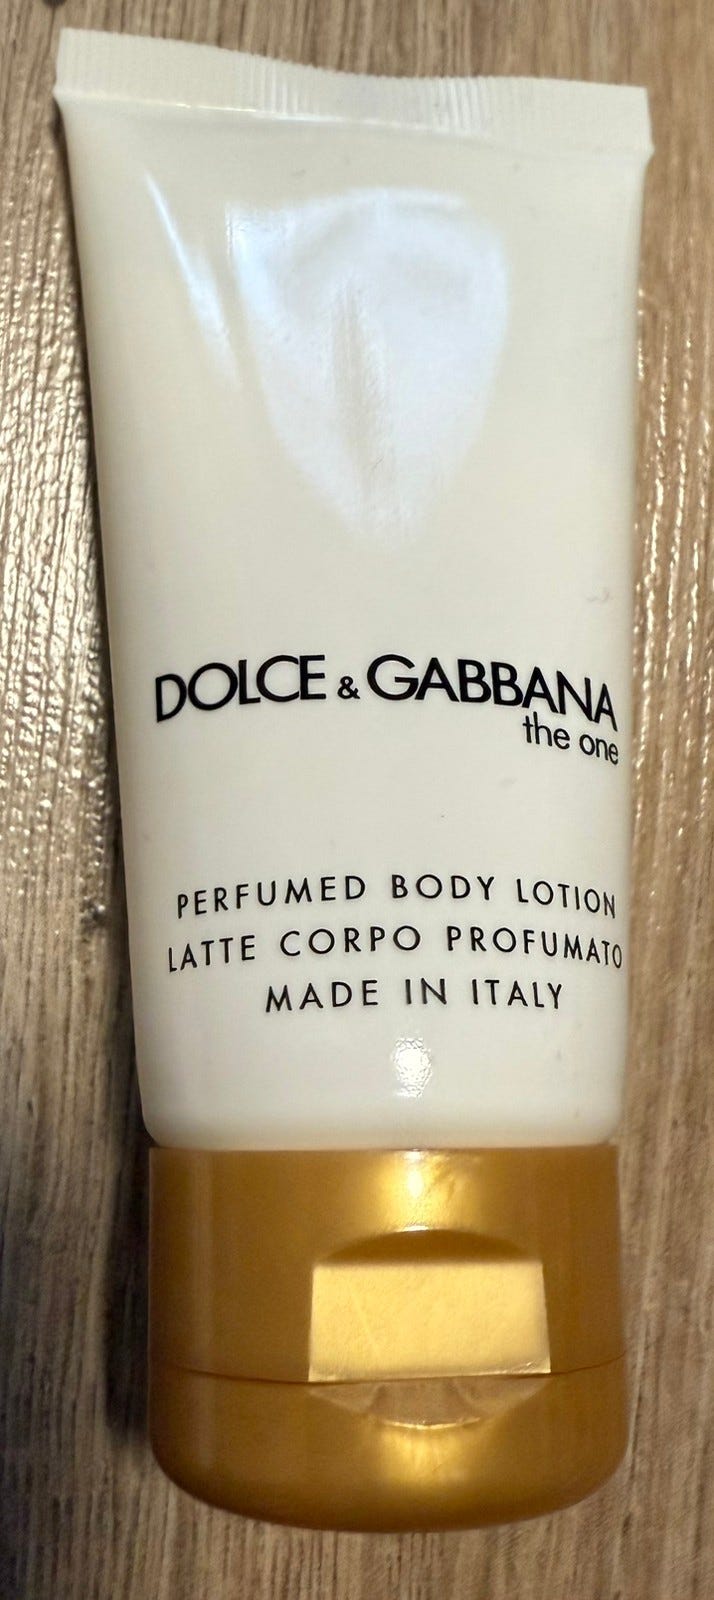 DOLCE & GABBANA
the one
PERFUMED BODY LOTION
LATTE CORPO PROFUMATO
MADE IN ITALY